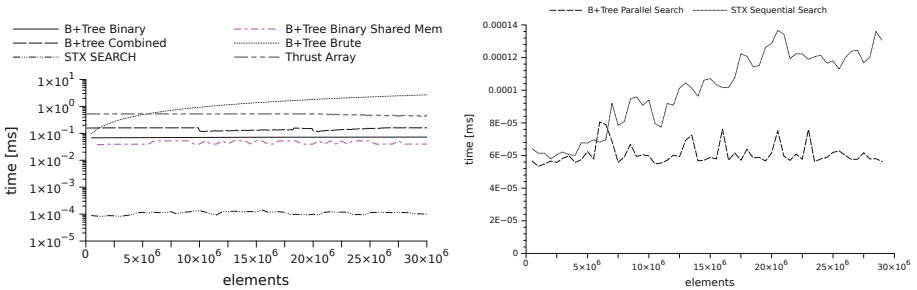 B+Tree Binary
B+Tree Binary Shared Mem
B+tree Combined
B+Tree Brute
STX SEARCH
Thrust Array
1×10^1
1×10^0
1×10^-1
1×10^-2
1×10^-3
1×10^-4
1×10^-5
time [ms]
0
5×10^6
10×10^6
15×10^6
20×10^6
25×10^6
30×10^6
elements
B+Tree Parallel Search
STX Sequential Search
0.00014
0.00012
0.0001
8E−05
6E−05
4E−05
2E−05
0
time [ms]
0
5×10^6
10×10^6
15×10^6
20×10^6
25×10^6
30×10^6
elements